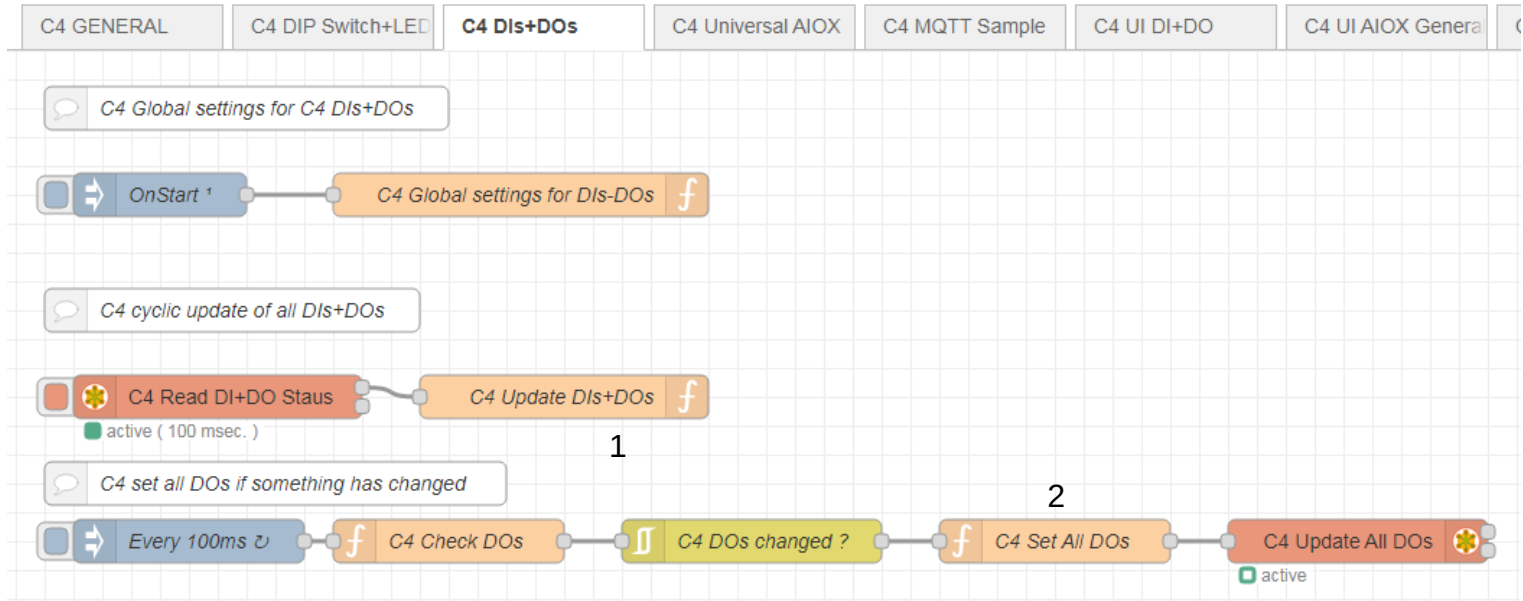 C4 GENERAL
C4 DIP Switch+LED
C4 DIs+DOs
C4 Universal AIOX
C4 MQTT Sample
C4 UI DI+DO
C4 UI AIOX Genera
C4 Global settings for C4 DIs+DOs
OnStart ¹
C4 Global settings for DIs-DOs
C4 cyclic update of all DIs+DOs
C4 Read DI+DO Staus
C4 Update DIs+DOs
active ( 100 msec. )
1
C4 set all DOs if something has changed
2
Every 100ms ↻
C4 Check DOs
C4 DOs changed ?
C4 Set All DOs
C4 Update All DOs
active